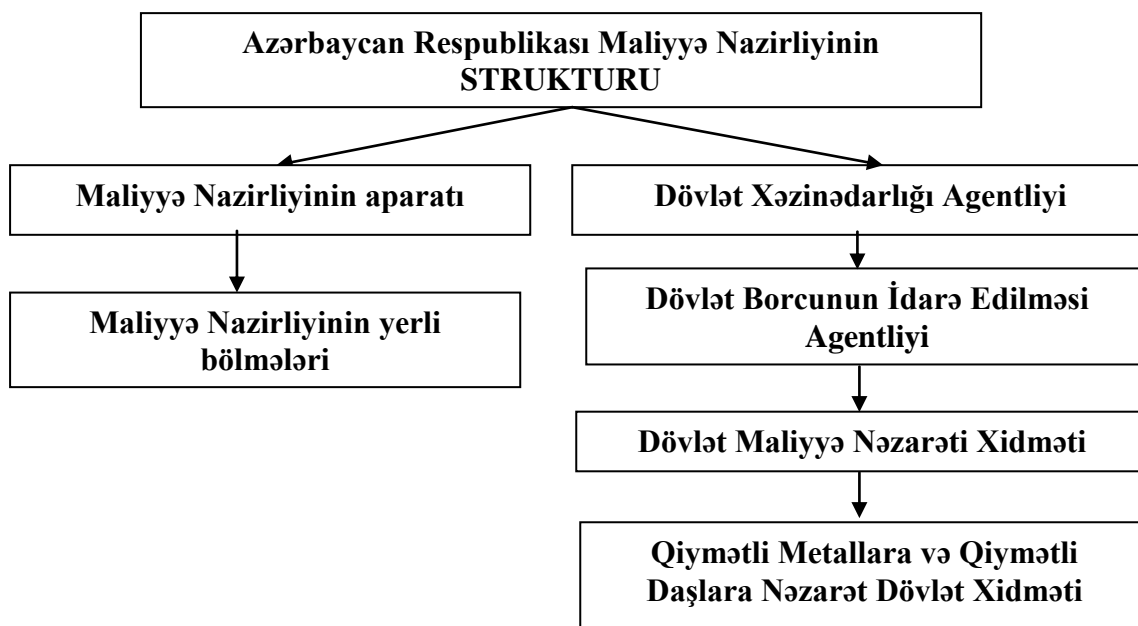 Azərbaycan Respublikası Maliyyə Nazirliyinin
STRUKTURU
Maliyyə Nazirliyinin aparatı
Dövlət Xəzinədarlığı Agentliyi
Maliyyə Nazirliyinin yerli
bölmələri
Dövlət Borcunun İdarə Edilməsi
Agentliyi
Dövlət Maliyyə Nəzarəti Xidməti
Qiymətli Metallara və Qiymətli
Daşlara Nəzarət Dövlət Xidməti